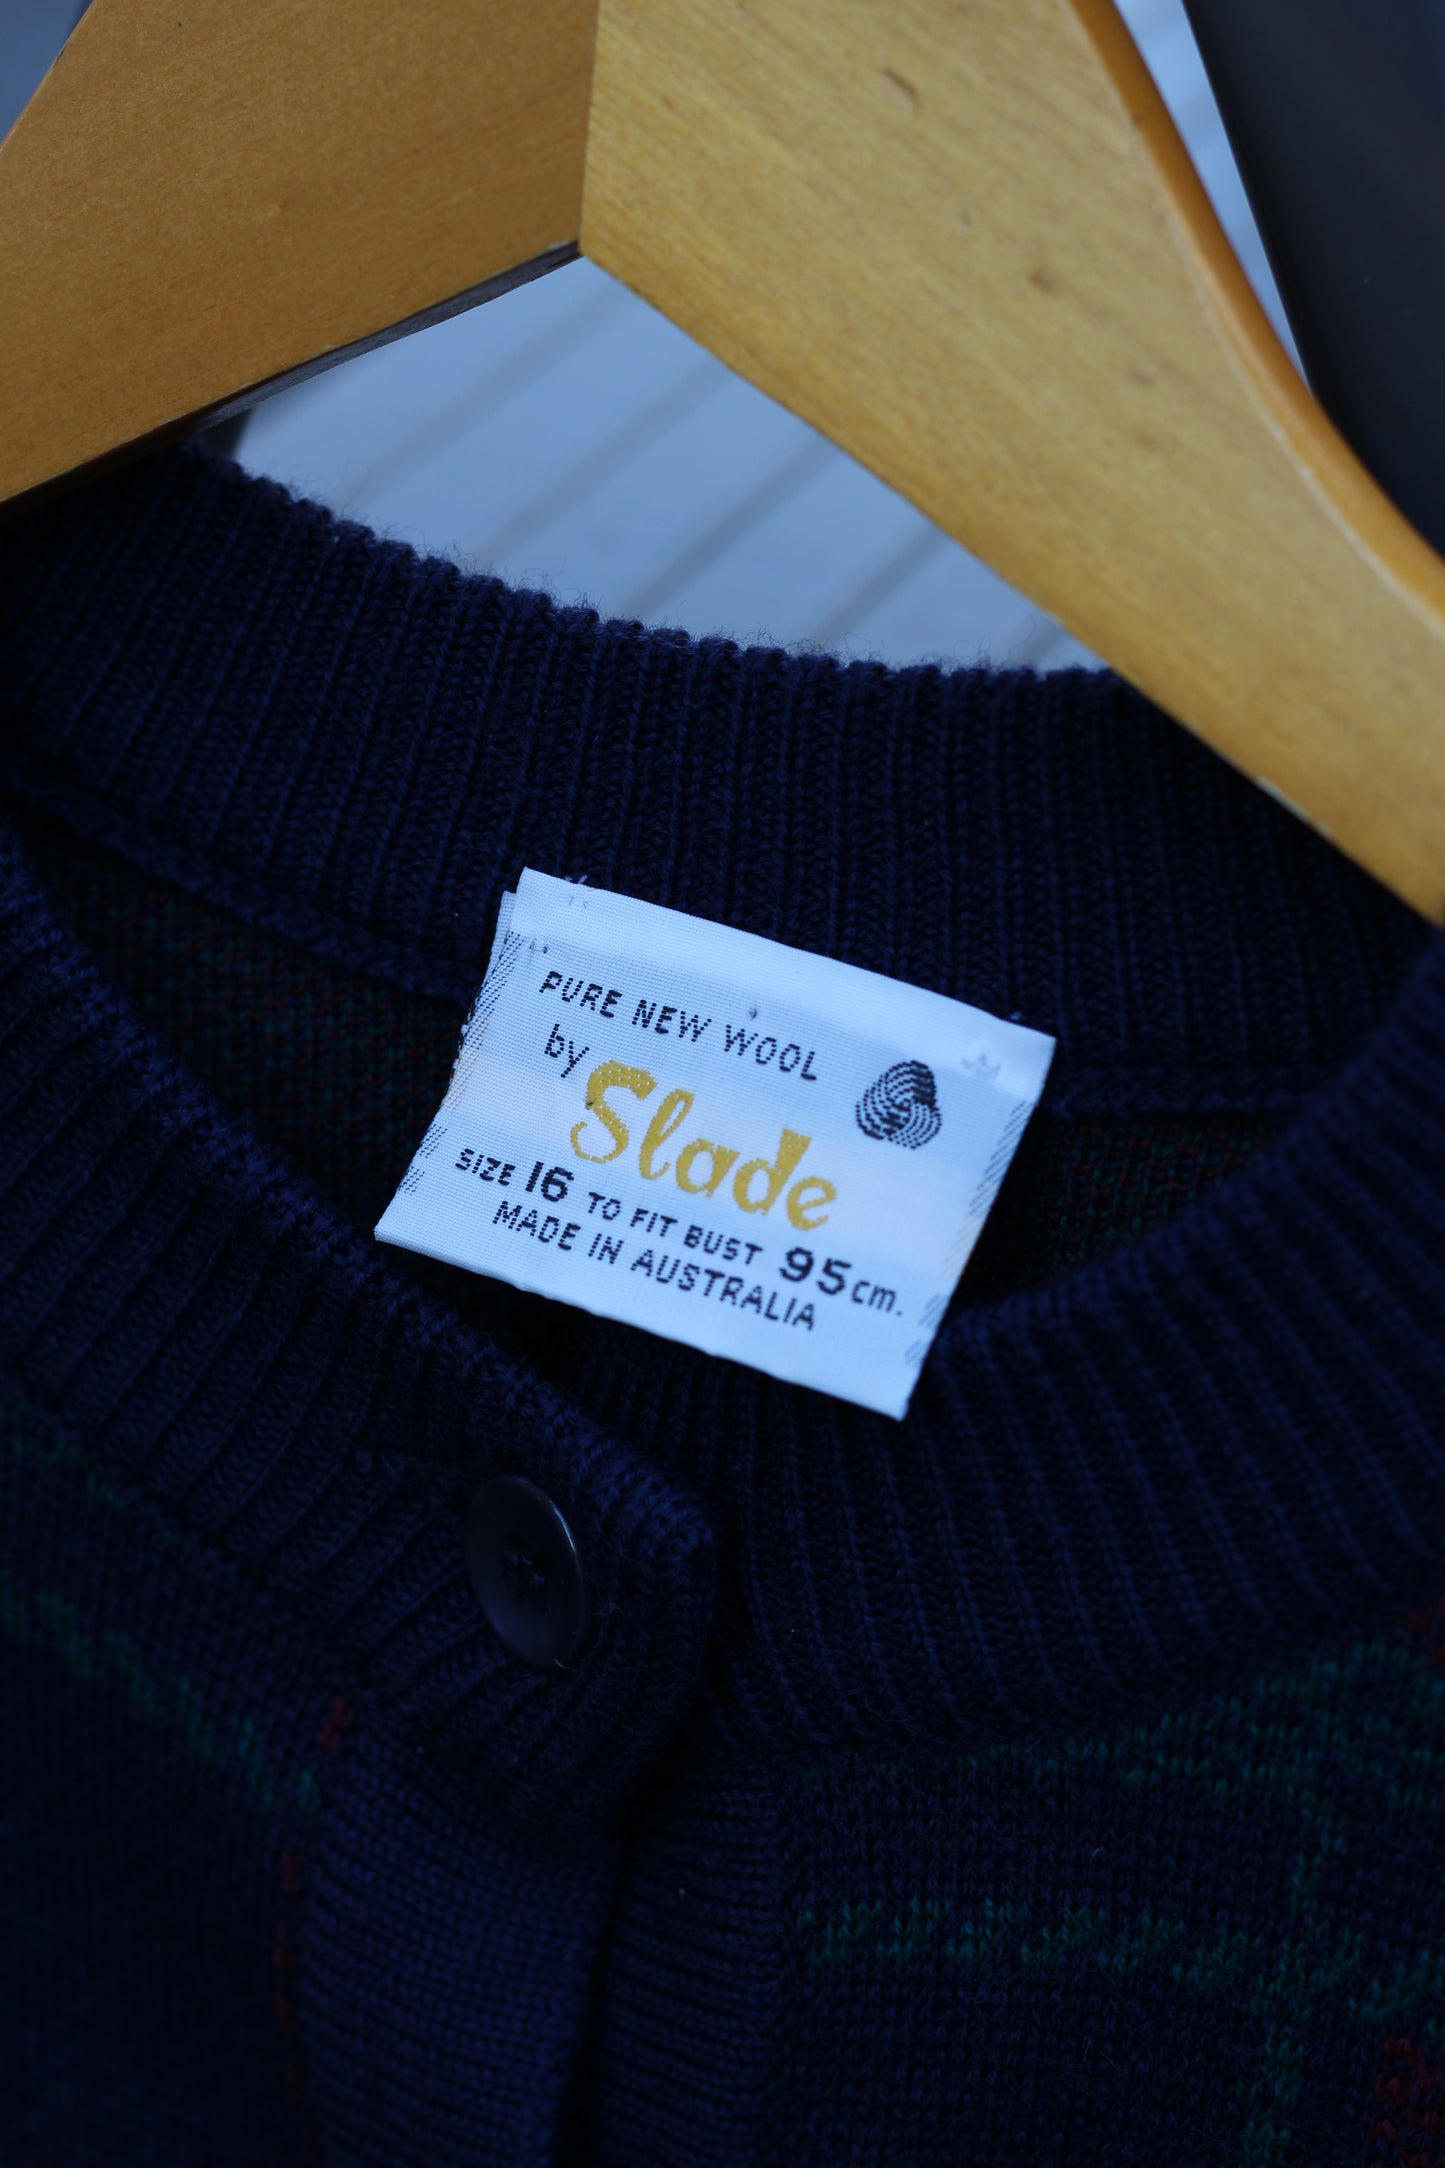 PURE NEW WOOL
by Slade
SIZE 16 TO FIT BUST 95cm.
MADE IN AUSTRALIA